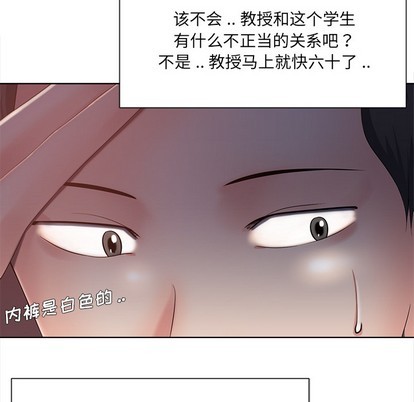 该不会 .. 教授和这个学生
有什么不正当的关系吧？
不是 .. 教授马上就快六十了 ..
内裤是白色的 ..